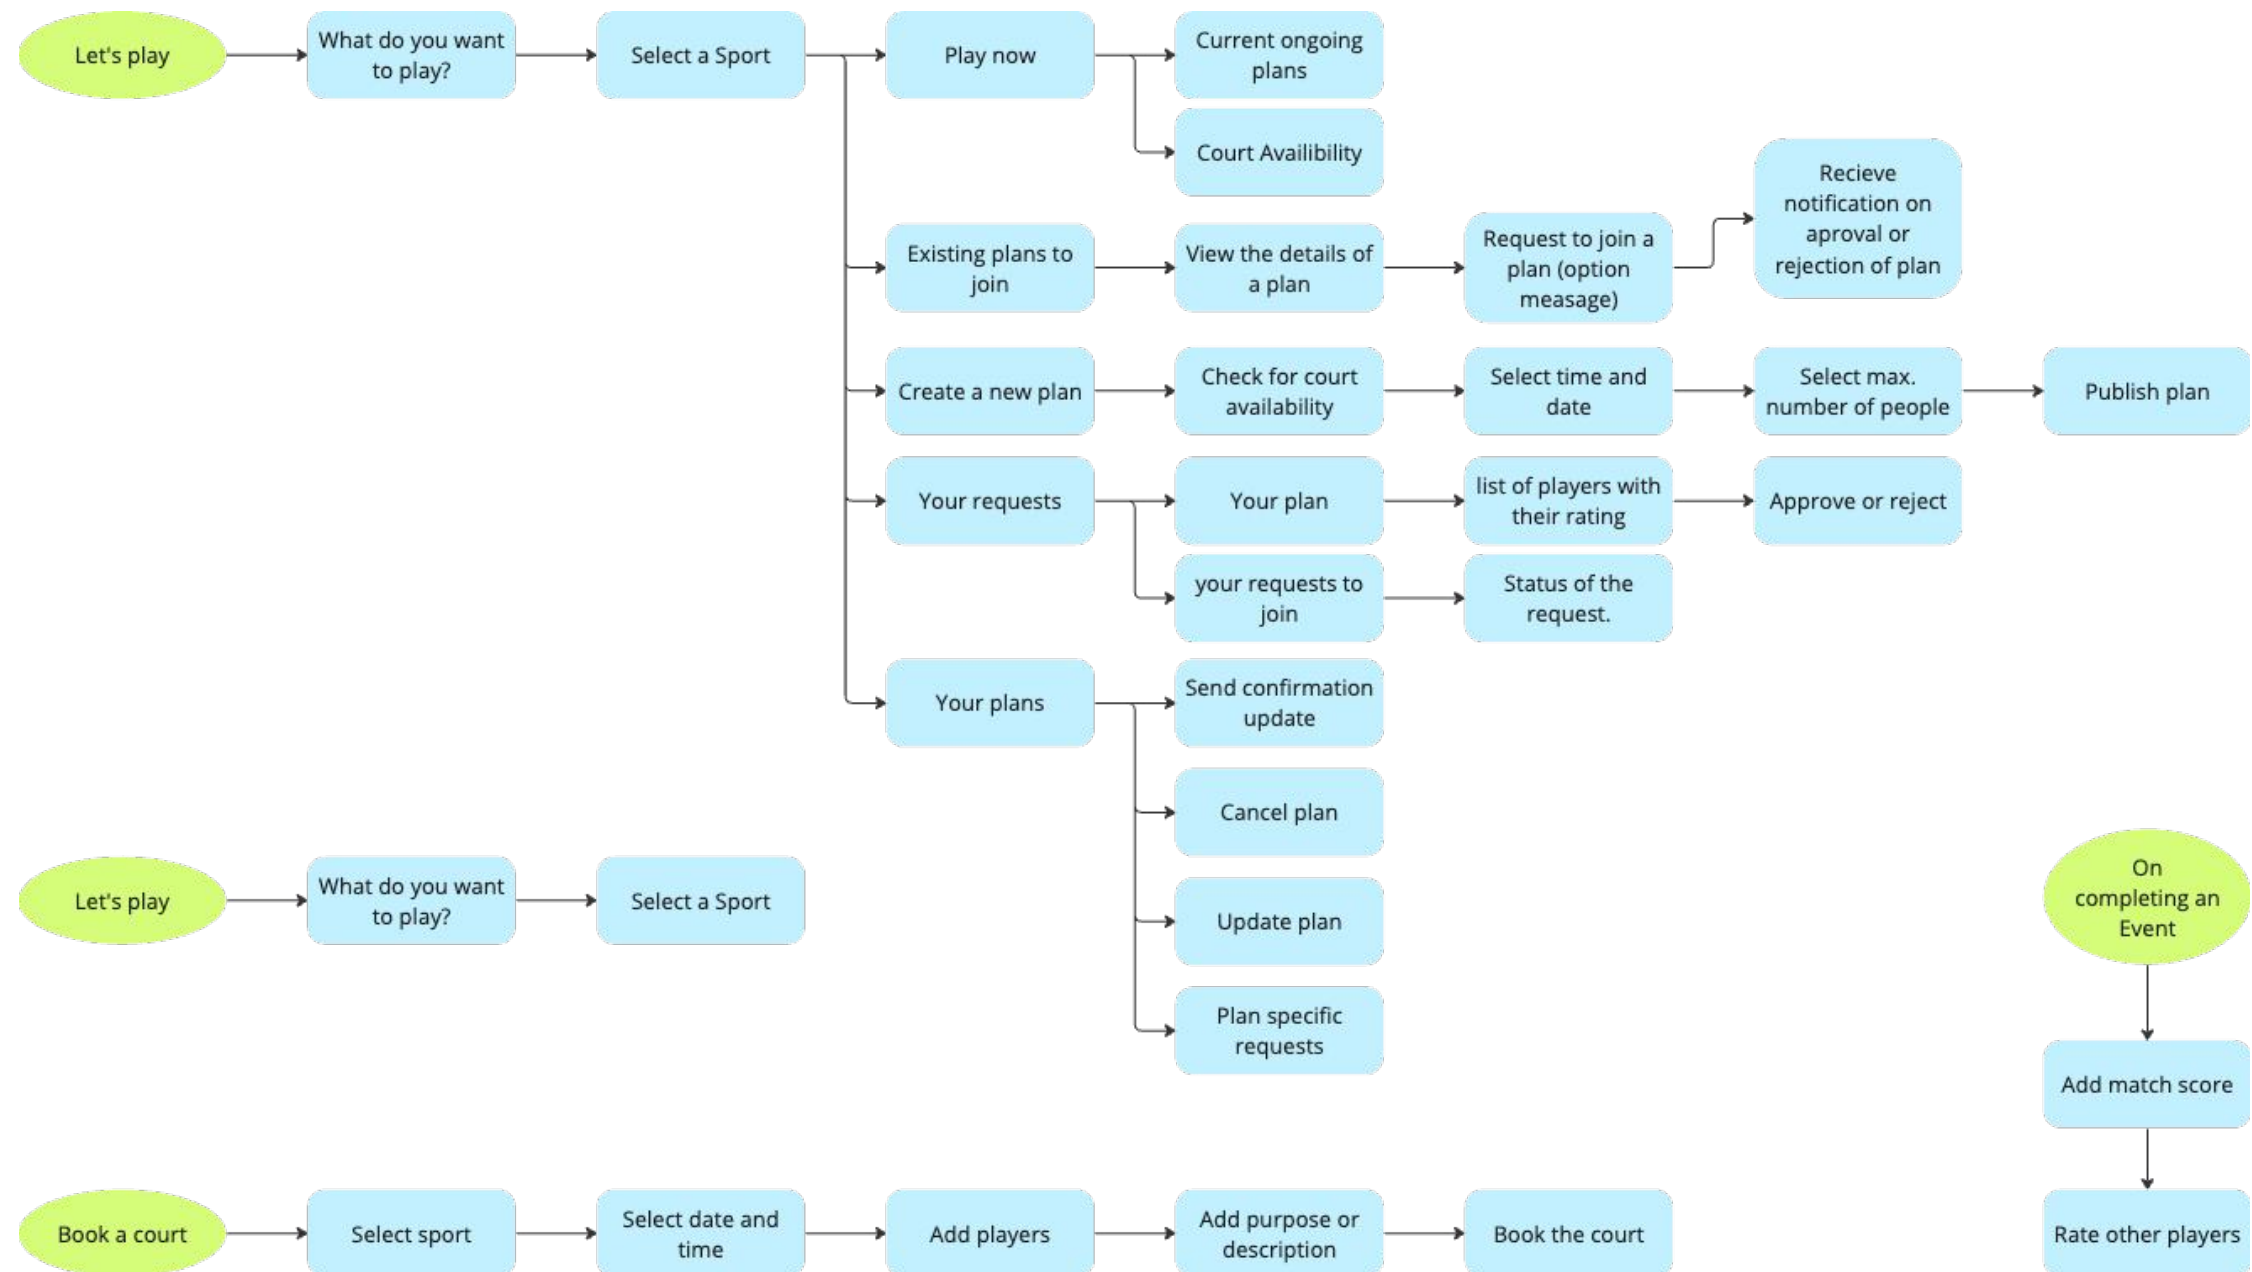 Let's play
What do you want
to play?
Select a Sport
Play now
Current ongoing
plans
Court Availibility
Existing plans to
join
View the details of
a plan
Request to join a
plan (option
meassage)
Recieve
notification on
aproval or
rejection of plan
Create a new plan
Check for court
availability
Select time and
date
Select max.
number of people
Publish plan
Your requests
Your plan
list of players with
their rating
Approve or reject
your requests to
join
Status of the
request.
Your plans
Send confirmation
update
Cancel plan
Update plan
Plan specific
requests
Let's play
What do you want
to play?
Select a Sport
On
completing an
Event
Add match score
Rate other players
Book a court
Select sport
Select date and
time
Add players
Add purpose or
description
Book the court